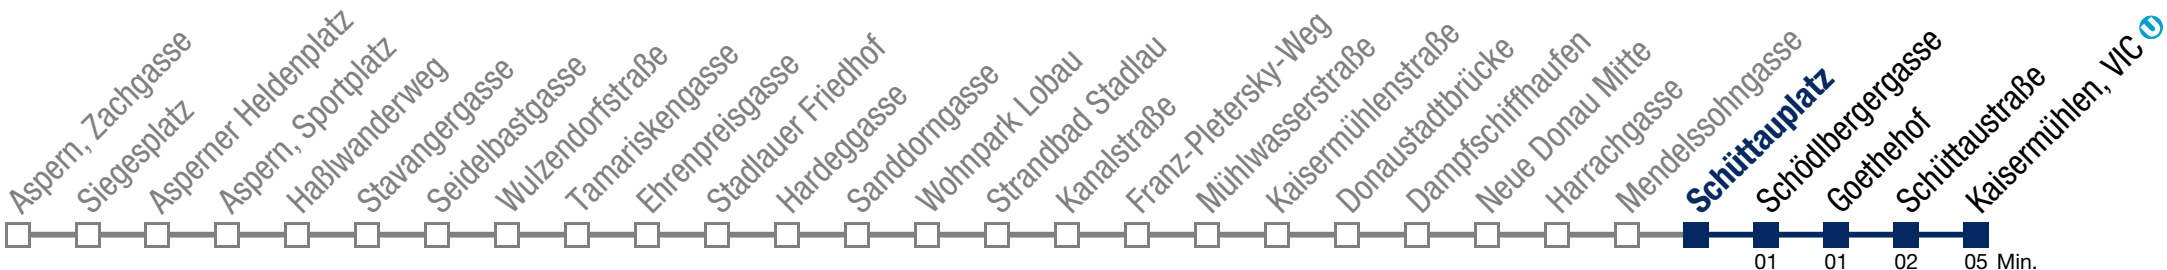 Aspern, Zachgasse
Siegesplatz
Asperner Heldenplatz
Aspern, Sportplatz
Haßlwanderweg
Stavangergasse
Seidelbastgasse
Wulzendorfstraße
Tamariskengasse
Ehrenpreisgasse
Stadlauer Friedhof
Hardeggasse
Sanddorngasse
Wohnpark Lobau
Strandbad Stadlau
Kanalstraße
Franz-Pletersky-Weg
Mühlwasserstraße
Kaisermühlenstraße
Donaustadtbrücke
Dampfschiffhaufen
Neue Donau Mitte
Harrachgasse
Mendelssohngasse
Schüttauplatz
Schödlbergergasse
Goethehof
Schüttaustraße
Kaisermühlen, VIC U
01 01 02 05 Min.